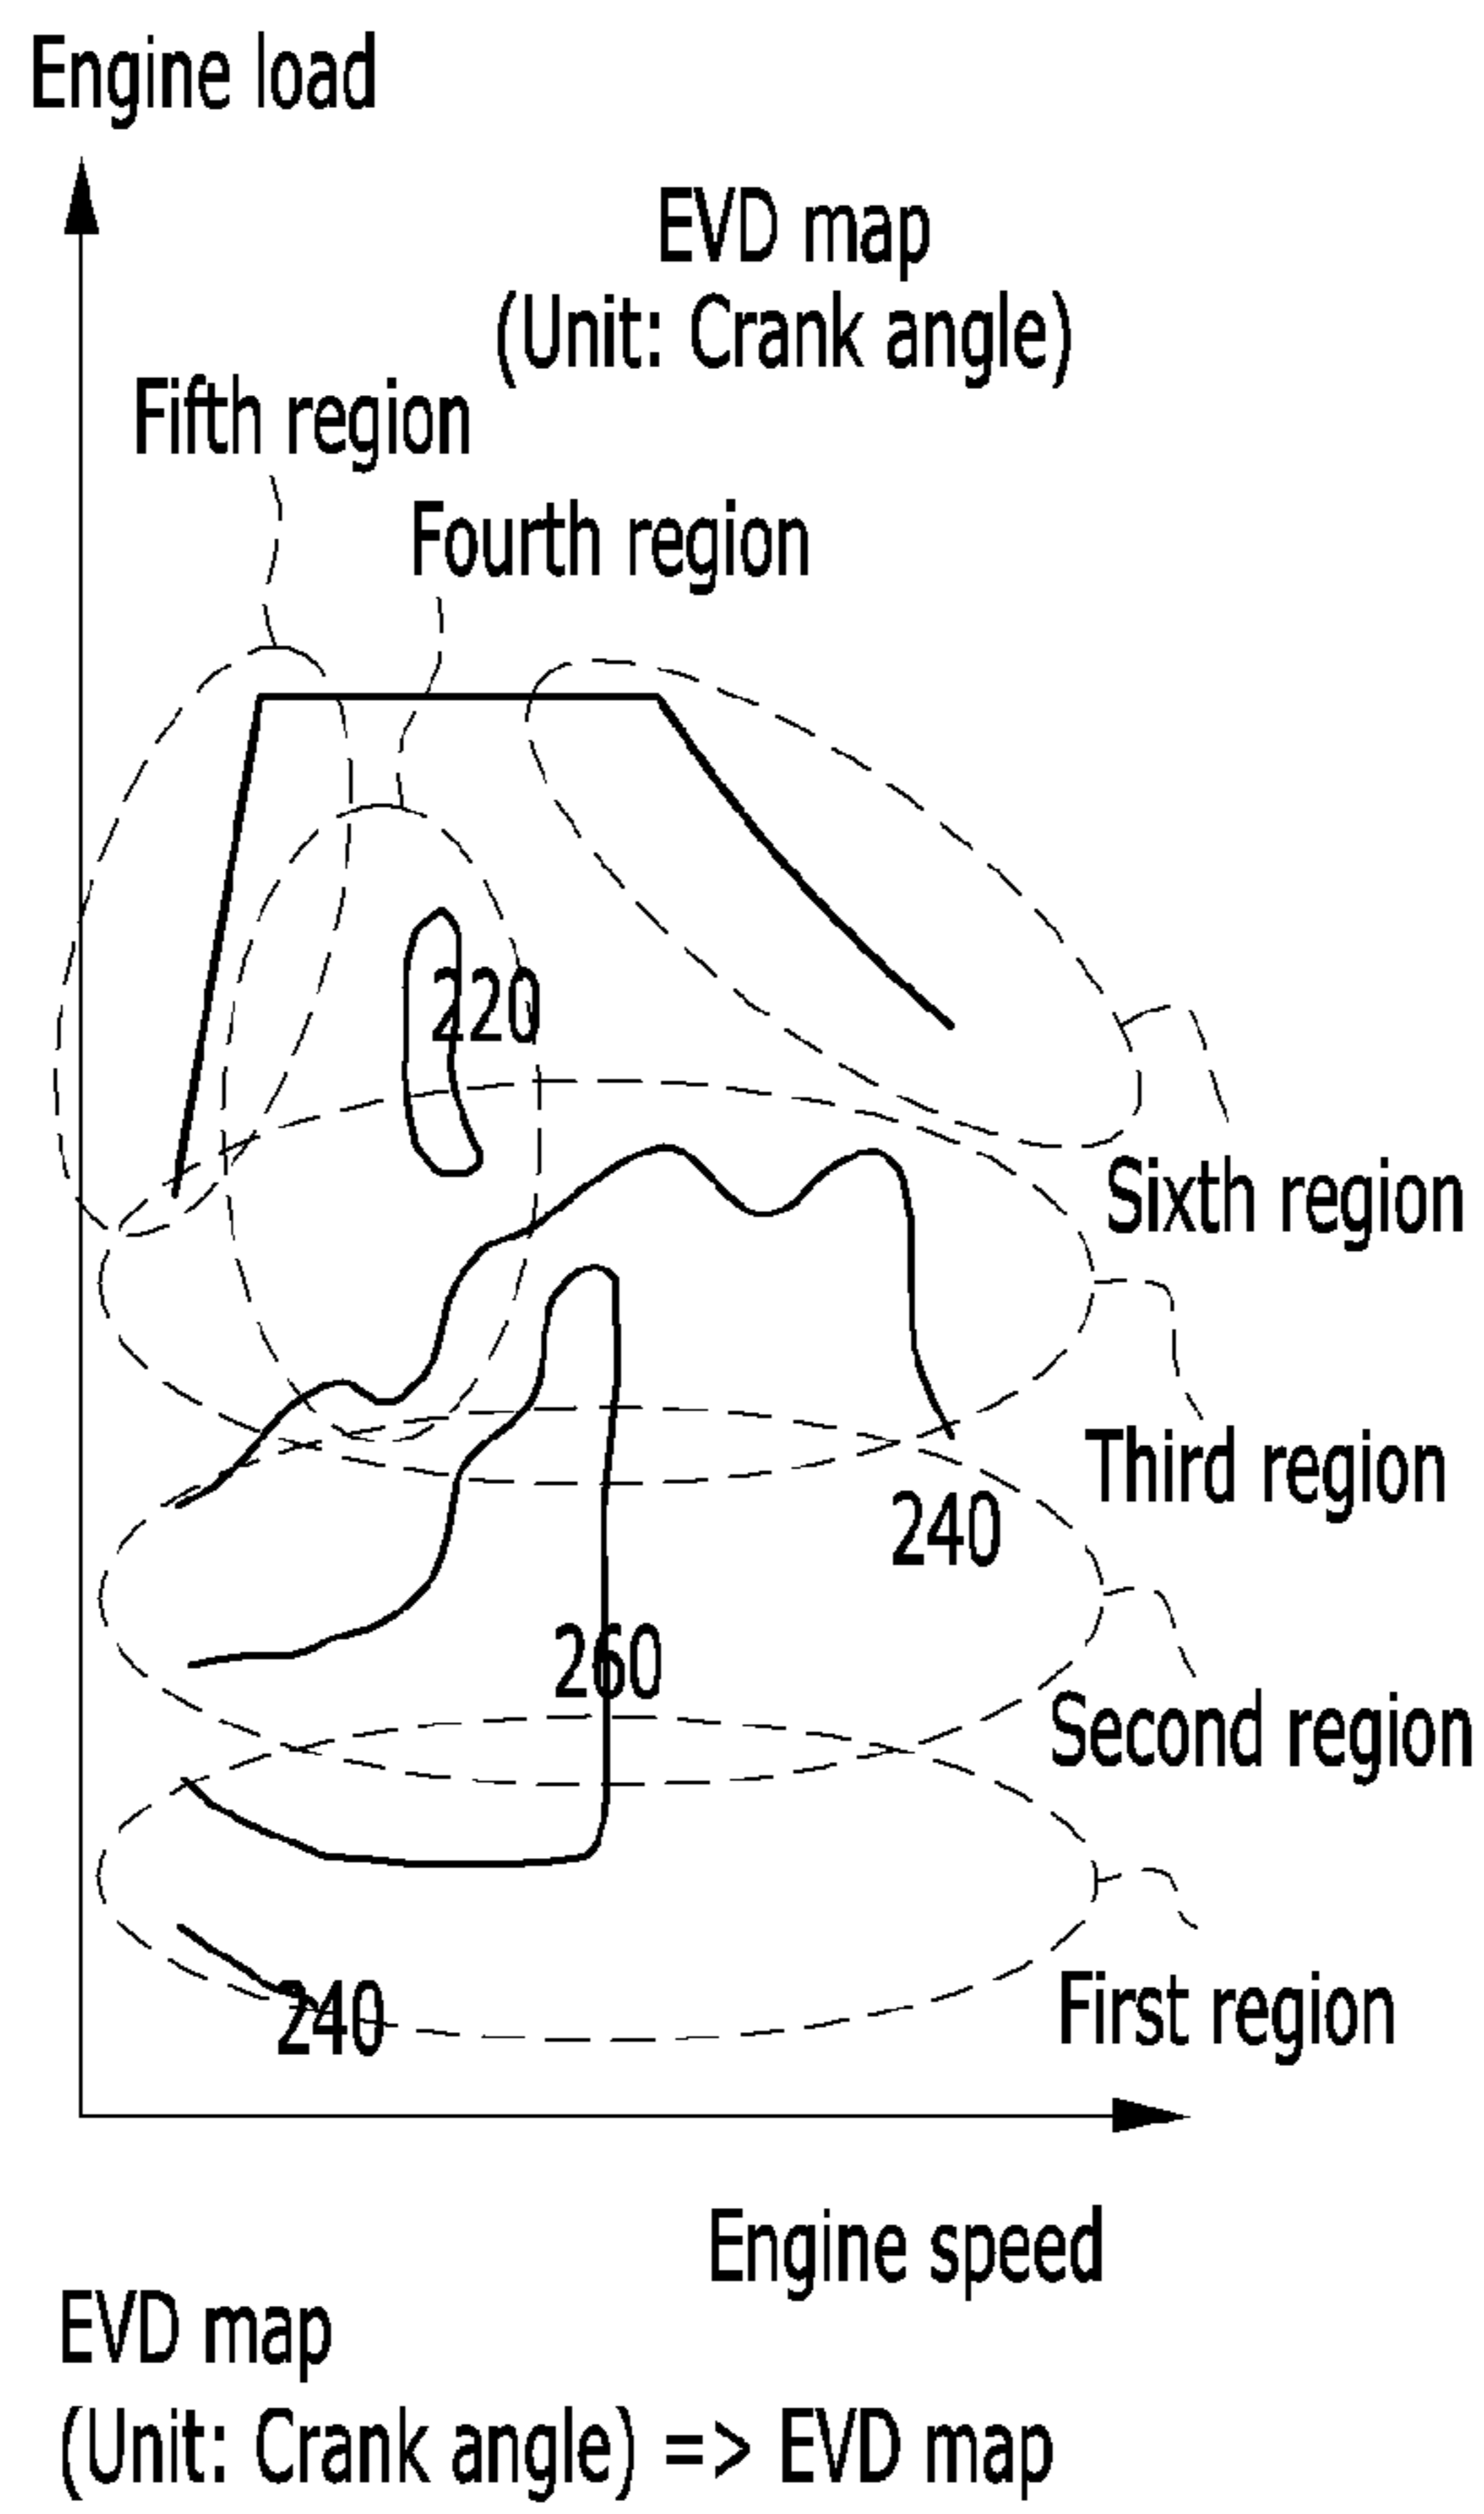 Engine load
EVD map
(Unit: Crank angle)
Fifth region
Fourth region
220
Sixth region
Third region
240
260
Second region
First region
240
Engine speed
EVD map
(Unit: Crank angle) => EVD map